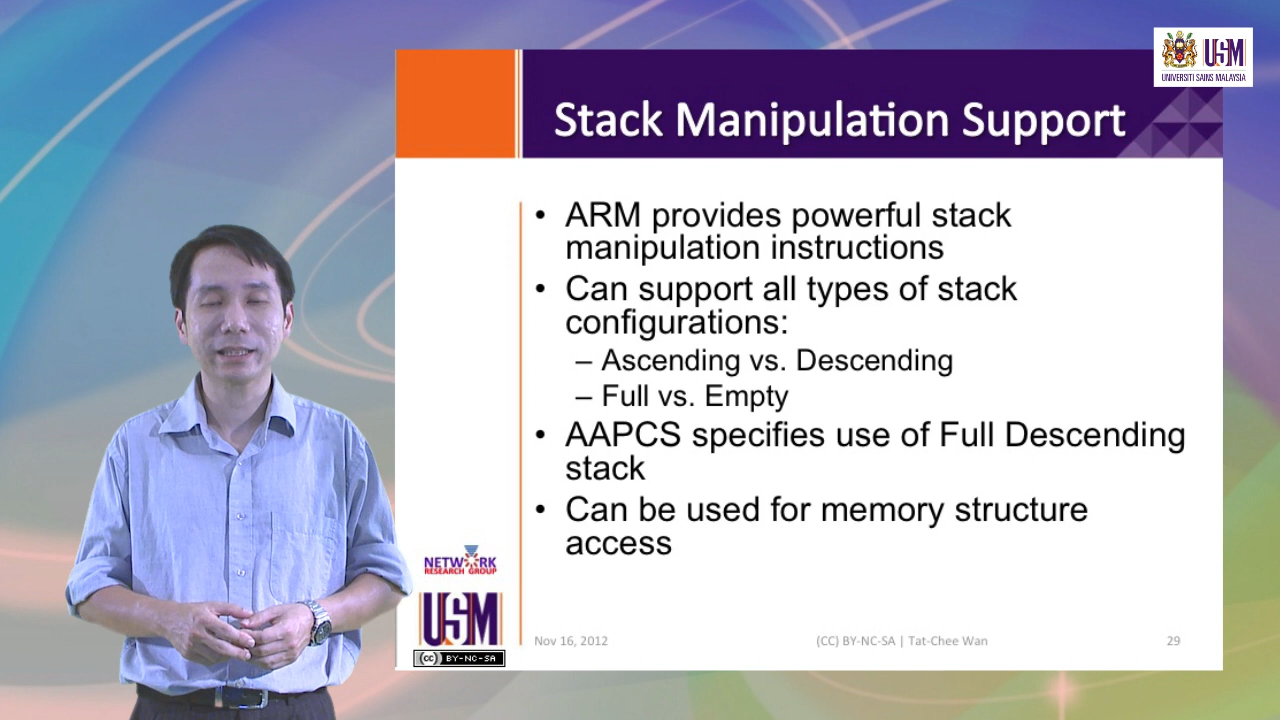 USM
UNIVERSITI SAINS MALAYSIA
Stack Manipulation Support
• ARM provides powerful stack
manipulation instructions
• Can support all types of stack
configurations:
– Ascending vs. Descending
– Full vs. Empty
• AAPCS specifies use of Full Descending
stack
• Can be used for memory structure
access
NETWORK
RESEARCH GROUP
USM
cc BY-NC-SA
Nov 16, 2012
(CC) BY-NC-SA | Tat-Chee Wan
29